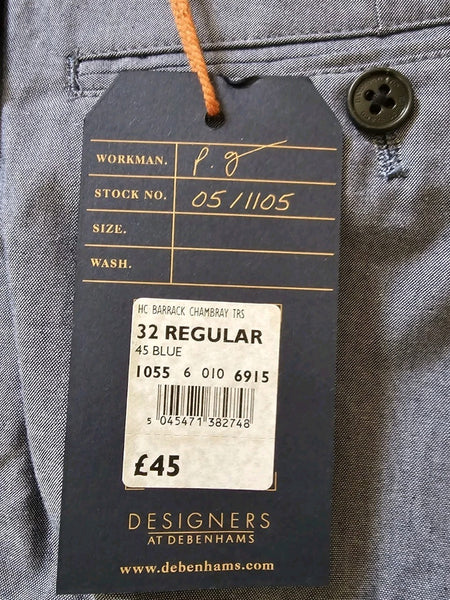 WORKMAN. P. g
STOCK NO. 05/1105
SIZE.
WASH.
HC BARRACK CHAMBRAY TRS
32 REGULAR
45 BLUE
1055 6 010 6915
5 045471 382748
£45
DESIGNERS
AT DEBENHAMS
www.debenhams.com